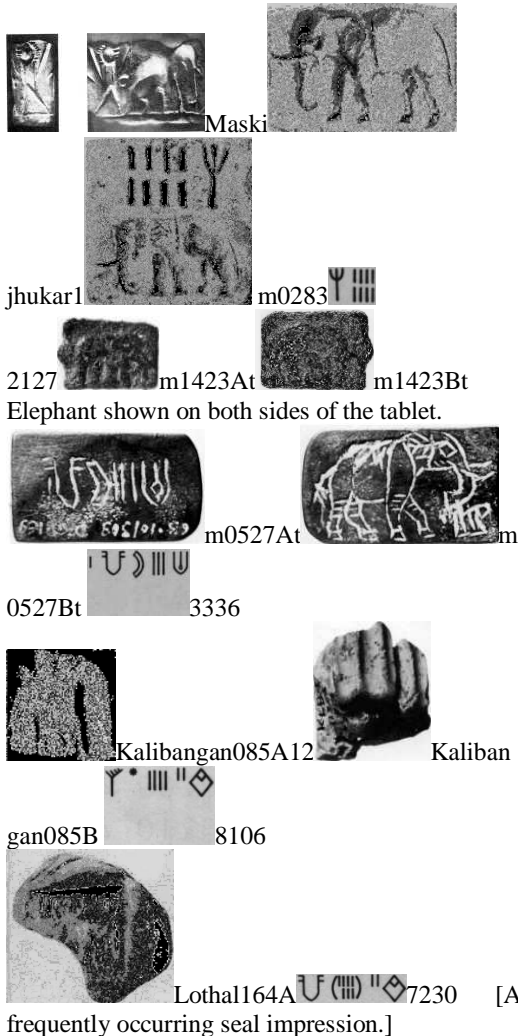 Maski
jhukar1 m0283
2127 m1423At m1423Bt
Elephant shown on both sides of the tablet.
m0527At m
0527Bt 3336
Kalibangan085A12 Kaliban
gan085B 8106
Lothal164A 7230 [A
frequently occurring seal impression.]